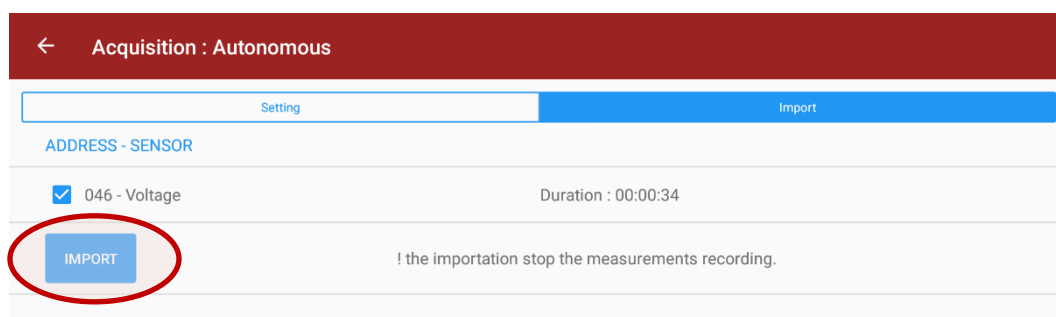 Acquisition : Autonomous
Setting
Import
ADDRESS - SENSOR
046 - Voltage
Duration : 00:00:34
IMPORT
! the importation stop the measurements recording.